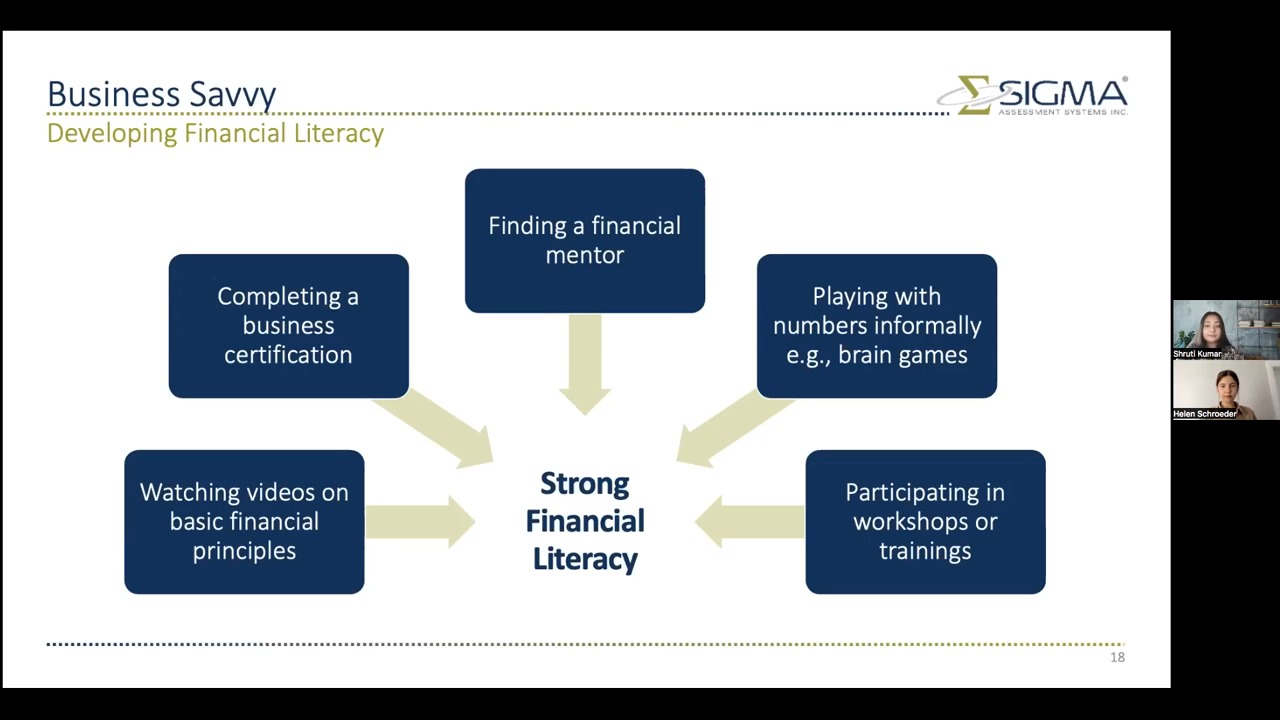 Business Savvy
Developing Financial Literacy
ΣSIGMA®
ASSESSMENT SYSTEMS INC.
Finding a financial
mentor
Completing a
business
certification
Playing with
numbers informally
e.g., brain games
Watching videos on
basic financial
principles
Strong
Financial
Literacy
Participating in
workshops or
trainings
18
Shruti Kumar
Helen Schroeder